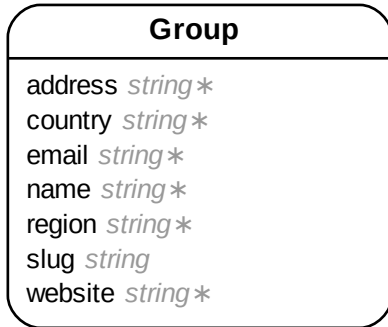 Group
address string∗
country string∗
email string∗
name string∗
region string∗
slug string
website string∗